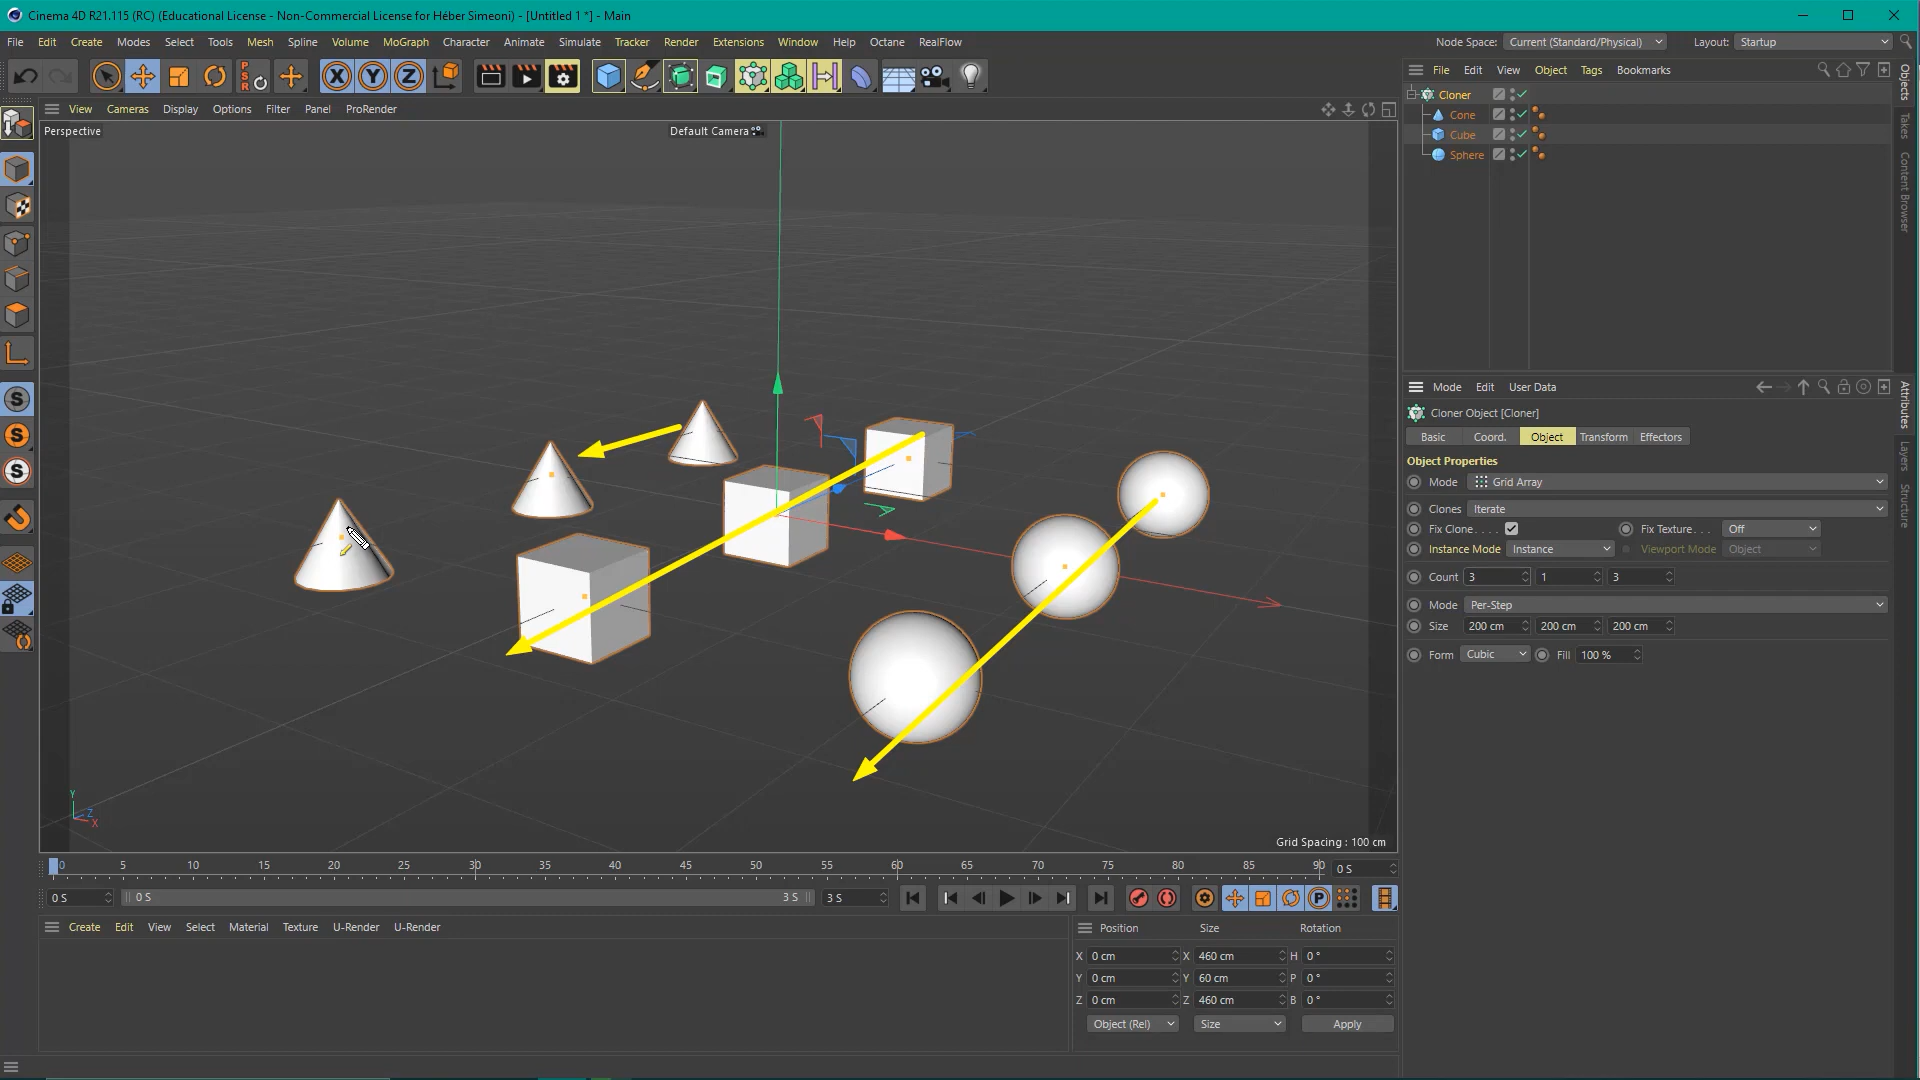 Cinema 4D R21.115 (RC) (Educational License - Non-Commercial License for Héber Simeoni) - [Untitled 1 *] - Main
File Edit Create Modes Select Tools Mesh Spline Volume MoGraph Character Animate Simulate Tracker Render Extensions Window Help Octane RealFlow
Node Space: Current (Standard/Physical) Layout: Startup
PSR X Y Z
File Edit View Object Tags Bookmarks
View Cameras Display Options Filter Panel ProRender
Perspective
Default Camera
Cloner
Cone
Cube
Sphere
Objects
Takes
Content Browser
Mode Edit User Data
Cloner Object [Cloner]
Basic Coord. Object Transform Effectors
Object Properties
Mode Grid Array
Clones Iterate
Fix Clone . . . . Fix Texture . . . Off
Instance Mode Instance Viewport Mode Object
Count 3 1 3
Mode Per-Step
Size 200 cm 200 cm 200 cm
Form Cubic Fill 100 %
Attributes
Layers
Structure
S
S
S
Y
Z
X
Grid Spacing : 100 cm
0 5 10 15 20 25 30 35 40 45 50 55 60 65 70 75 80 85 90 0 S
0 S 0 S 3 S 3 S P
Create Edit View Select Material Texture U-Render U-Render
Position Size Rotation
X 0 cm X 460 cm H 0 °
Y 0 cm Y 60 cm P 0 °
Z 0 cm Z 460 cm B 0 °
Object (Rel) Size Apply